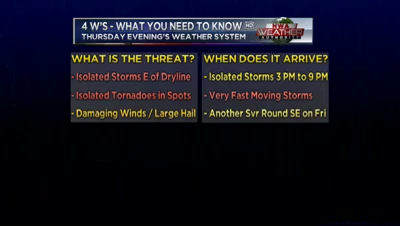 4 W'S - WHAT YOU NEED TO KNOW
THURSDAY EVENING'S WEATHER SYSTEM
NWA
WEATHER
AUTHORITY
WHAT IS THE THREAT?
- Isolated Storms E of Dryline
- Isolated Tornadoes in Spots
- Damaging Winds / Large Hail
WHEN DOES IT ARRIVE?
- Isolated Storms 3 PM to 9 PM
- Very Fast Moving Storms
- Another Svr Round SE on Fri